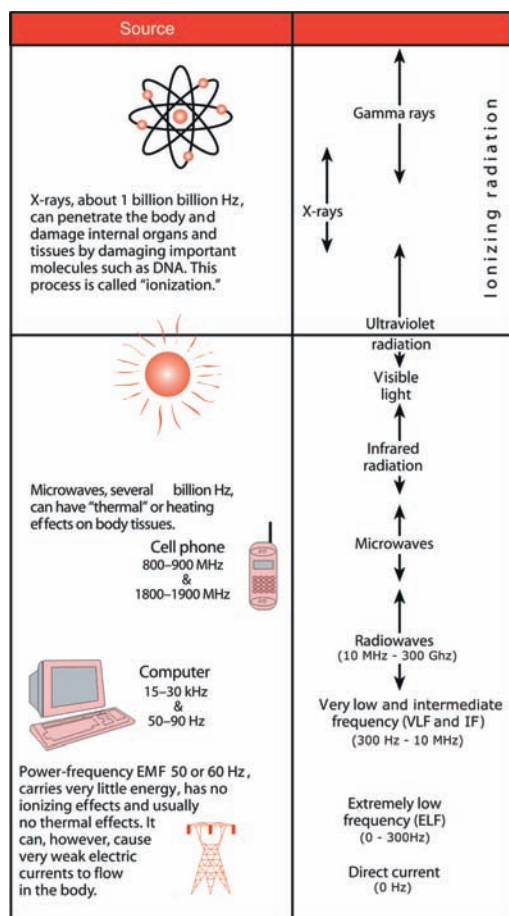 Source
X-rays, about 1 billion billion Hz,
can penetrate the body and
damage internal organs and
tissues by damaging important
molecules such as DNA. This
process is called “ionization.”
Gamma rays
X-rays
Ionizing radiation
Ultraviolet
radiation
Visible
light
Infrared
radiation
Microwaves, several billion Hz,
can have “thermal” or heating
effects on body tissues.
Cell phone
800–900 MHz
&
1800–1900 MHz
Microwaves
Radiowaves
(10 MHz - 300 Ghz)
Computer
15–30 kHz
&
50–90 Hz
Very low and intermediate
frequency (VLF and IF)
(300 Hz - 10 MHz)
Power-frequency EMF 50 or 60 Hz,
carries very little energy, has no
ionizing effects and usually
no thermal effects. It
can, however, cause
very weak electric
currents to flow
in the body.
Extremely low
frequency (ELF)
(0 - 300Hz)
Direct current
(0 Hz)